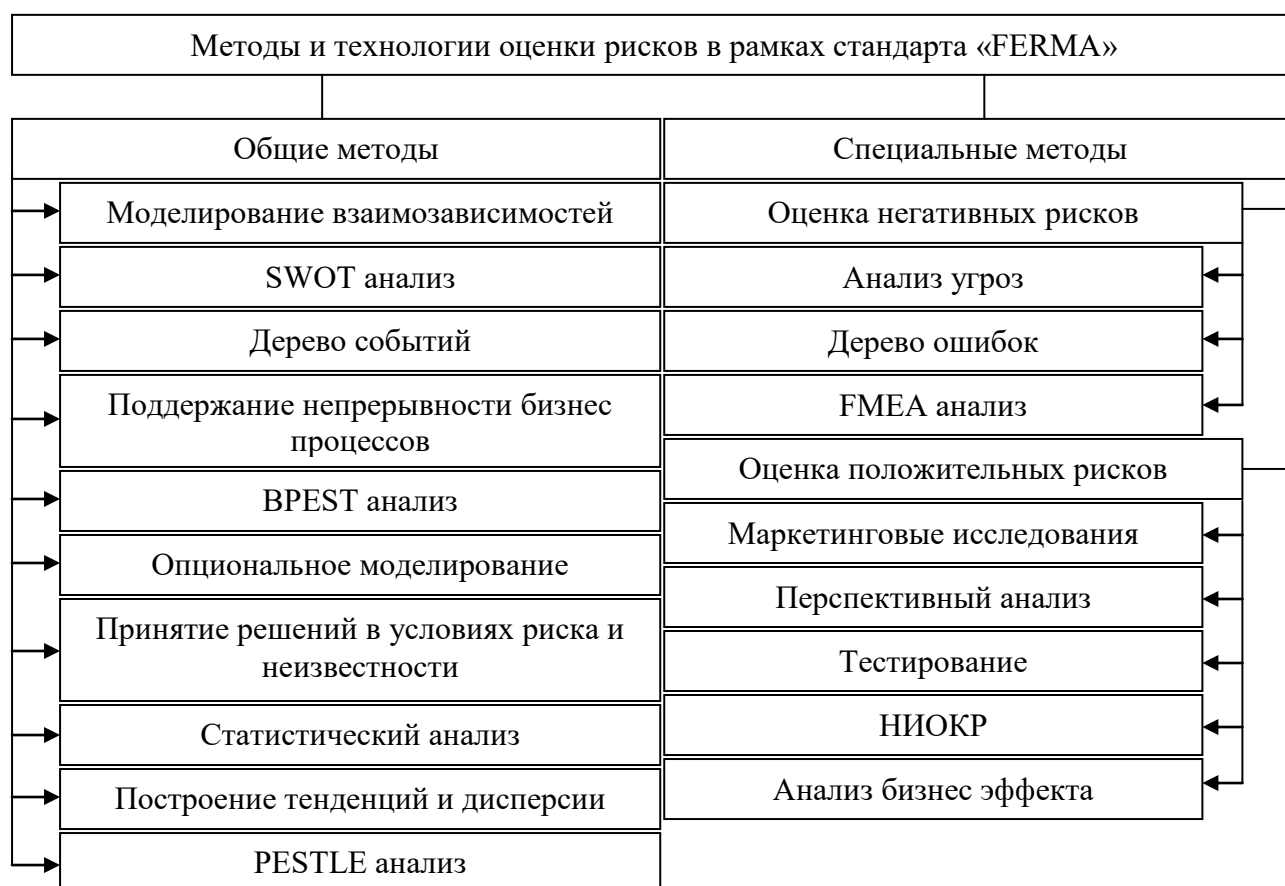 Методы и технологии оценки рисков в рамках стандарта «FERMA»
Общие методы
Моделирование взаимозависимостей
SWOT анализ
Дерево событий
Поддержание непрерывности бизнес
процессов
BPEST анализ
Опциональное моделирование
Принятие решений в условиях риска и
неизвестности
Статистический анализ
Построение тенденций и дисперсии
PESTLE анализ
Специальные методы
Оценка негативных рисков
Анализ угроз
Дерево ошибок
FMEA анализ
Оценка положительных рисков
Маркетинговые исследования
Перспективный анализ
Тестирование
НИОКР
Анализ бизнес эффекта